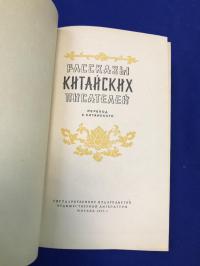 РАССКАЗЫ
КИТАЙСКИХ
ПИСАТЕЛЕЙ
ПЕРЕВОД
С КИТАЙСКОГО
ГОСУДАРСТВЕННОЕ ИЗДАТЕЛЬСТВО
ХУДОЖЕСТВЕННОЙ ЛИТЕРАТУРЫ
МОСКВА